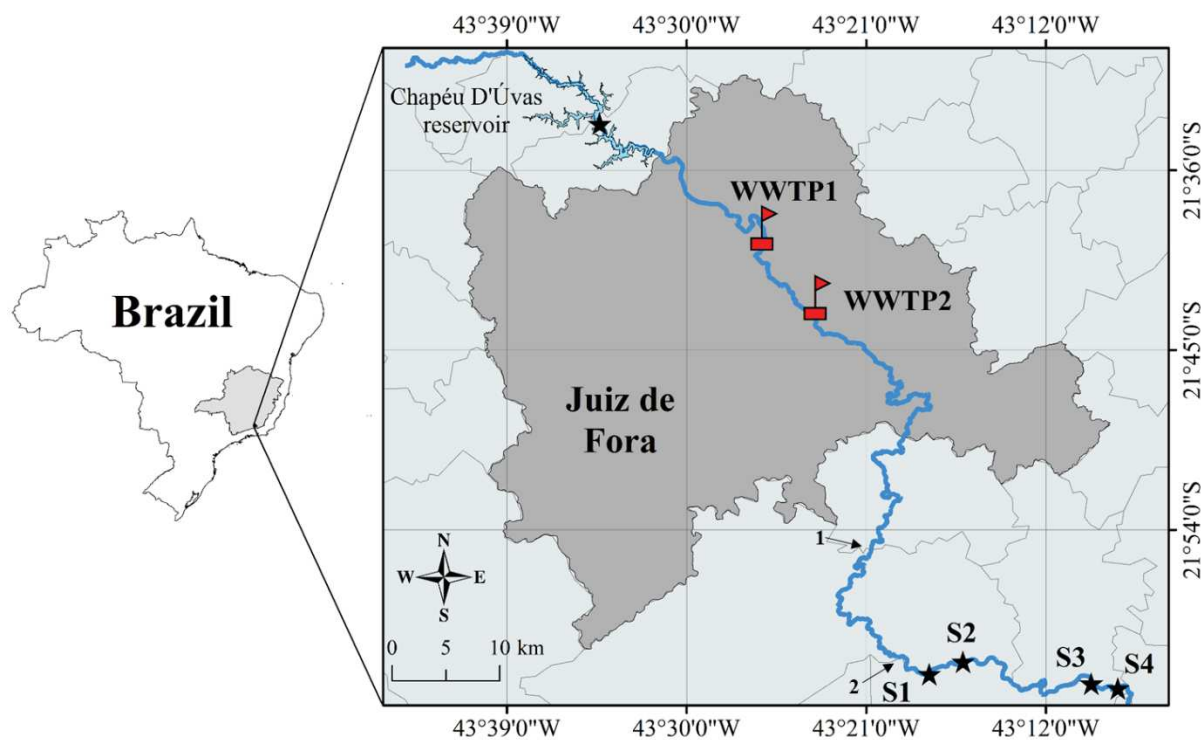 43°39'0"W 43°30'0"W 43°21'0"W 43°12'0"W
Chapéu D'Úvas
reservoir
21°36'0"S
WWTP1
WWTP2
Brazil
21°45'0"S
Juiz de
Fora
21°54'0"S
1
N
W E
S
0 5 10 km
S2
S3 S4
2 S1
43°39'0"W 43°30'0"W 43°21'0"W 43°12'0"W